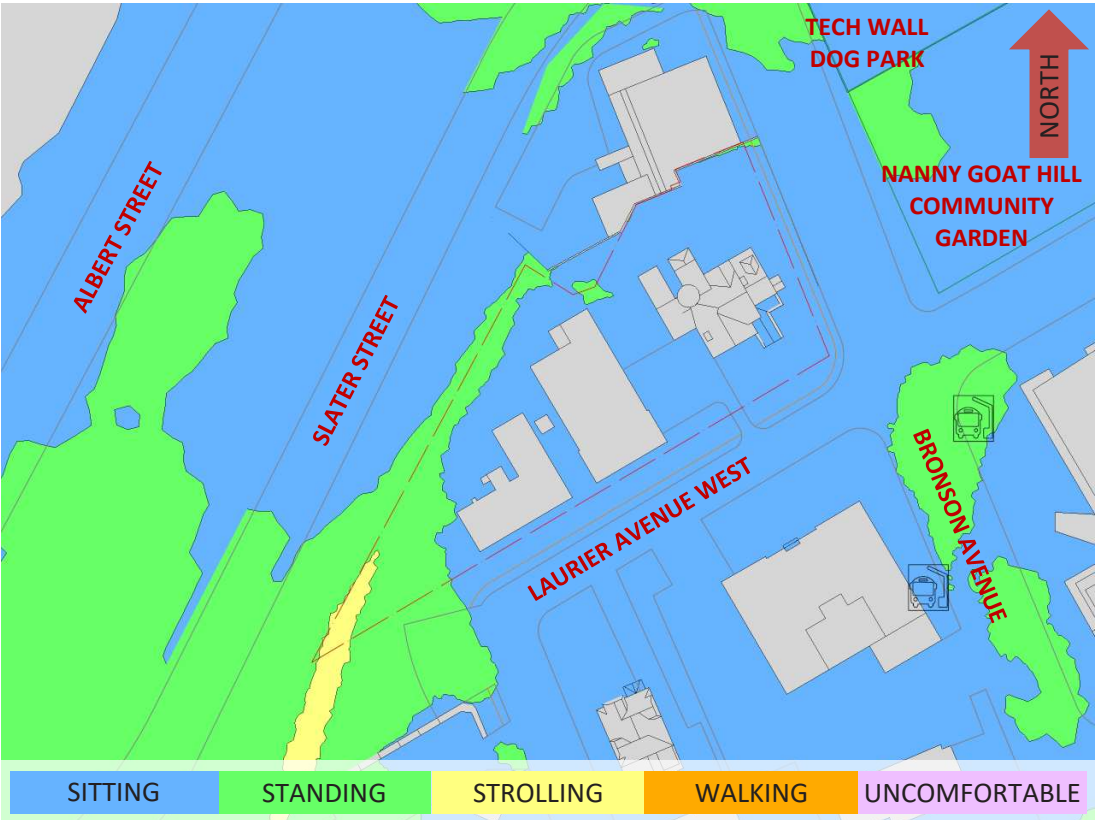 TECH WALL
DOG PARK
NORTH
NANNY GOAT HILL
COMMUNITY
GARDEN
ALBERT STREET
SLATER STREET
BRONSON AVENUE
LAURIER AVENUE WEST
SITTING
STANDING
STROLLING
WALKING
UNCOMFORTABLE